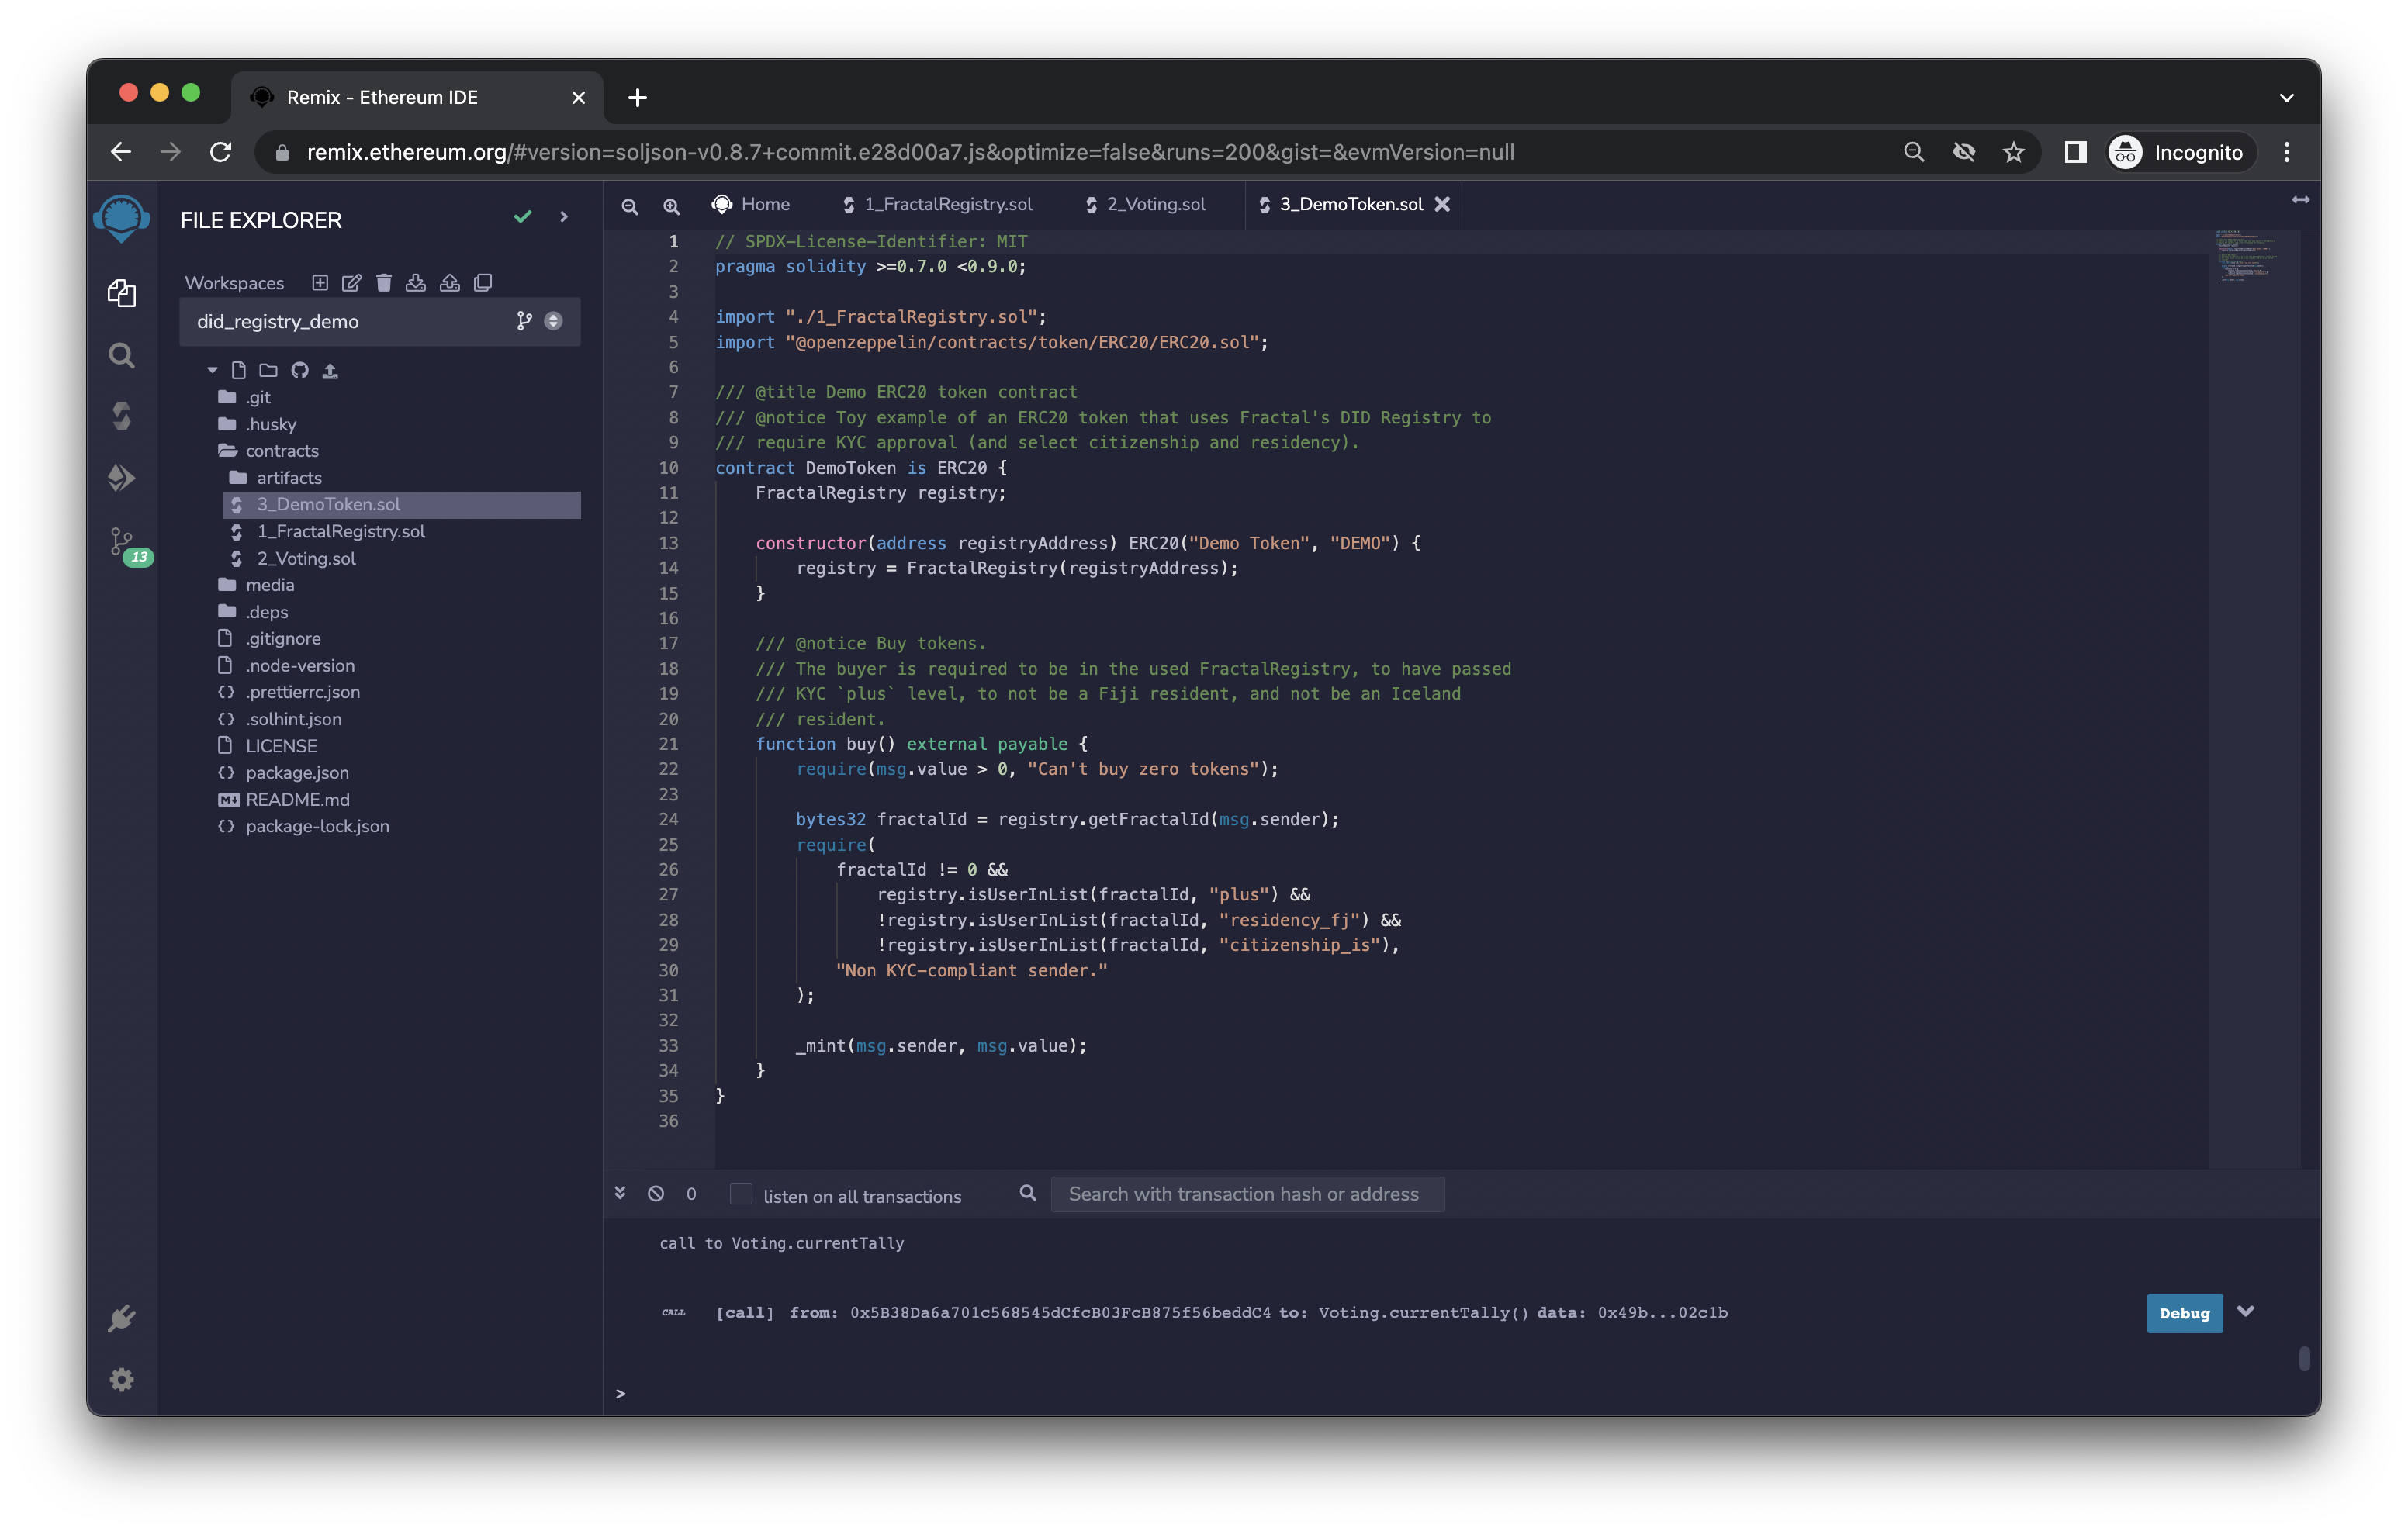 Remix - Ethereum IDE
remix.ethereum.org/#version=soljson-v0.8.7+commit.e28d00a7.js&optimize=false&runs=200&gist=&evmVersion=null
Incognito
FILE EXPLORER
Workspaces
did_registry_demo
.git
.husky
contracts
artifacts
3_DemoToken.sol
1_FractalRegistry.sol
2_Voting.sol
media
.deps
.gitignore
.node-version
.prettierrc.json
.solhint.json
LICENSE
package.json
README.md
package-lock.json
13
Home
1_FractalRegistry.sol
2_Voting.sol
3_DemoToken.sol
1 // SPDX-License-Identifier: MIT
2 pragma solidity >=0.7.0 <0.9.0;
3
4 import "./1_FractalRegistry.sol";
5 import "@openzeppelin/contracts/token/ERC20/ERC20.sol";
6
7 /// @title Demo ERC20 token contract
8 /// @notice Toy example of an ERC20 token that uses Fractal's DID Registry to
9 /// require KYC approval (and select citizenship and residency).
10 contract DemoToken is ERC20 {
11 FractalRegistry registry;
12
13 constructor(address registryAddress) ERC20("Demo Token", "DEMO") {
14 registry = FractalRegistry(registryAddress);
15 }
16
17 /// @notice Buy tokens.
18 /// The buyer is required to be in the used FractalRegistry, to have passed
19 /// KYC `plus` level, to not be a Fiji resident, and not be an Iceland
20 /// resident.
21 function buy() external payable {
22 require(msg.value > 0, "Can't buy zero tokens");
23
24 bytes32 fractalId = registry.getFractalId(msg.sender);
25 require(
26 fractalId != 0 &&
27 registry.isUserInList(fractalId, "plus") &&
28 !registry.isUserInList(fractalId, "residency_fj") &&
29 !registry.isUserInList(fractalId, "citizenship_is"),
30 "Non KYC-compliant sender."
31 );
32
33 _mint(msg.sender, msg.value);
34 }
35 }
36
0 listen on all transactions Search with transaction hash or address
call to Voting.currentTally
CALL [call] from: 0x5B38Da6a701c568545dCfcB03FcB875f56beddC4 to: Voting.currentTally() data: 0x49b...02c1b
Debug
>